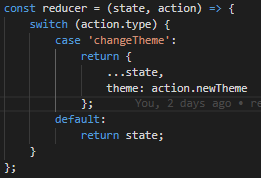 const reducer = (state, action) => {
    switch (action.type) {
        case 'changeTheme':
            return {
                ...state,
                theme: action.newTheme
            };    You, 2 days ago • re
        default:
            return state;
    }
};